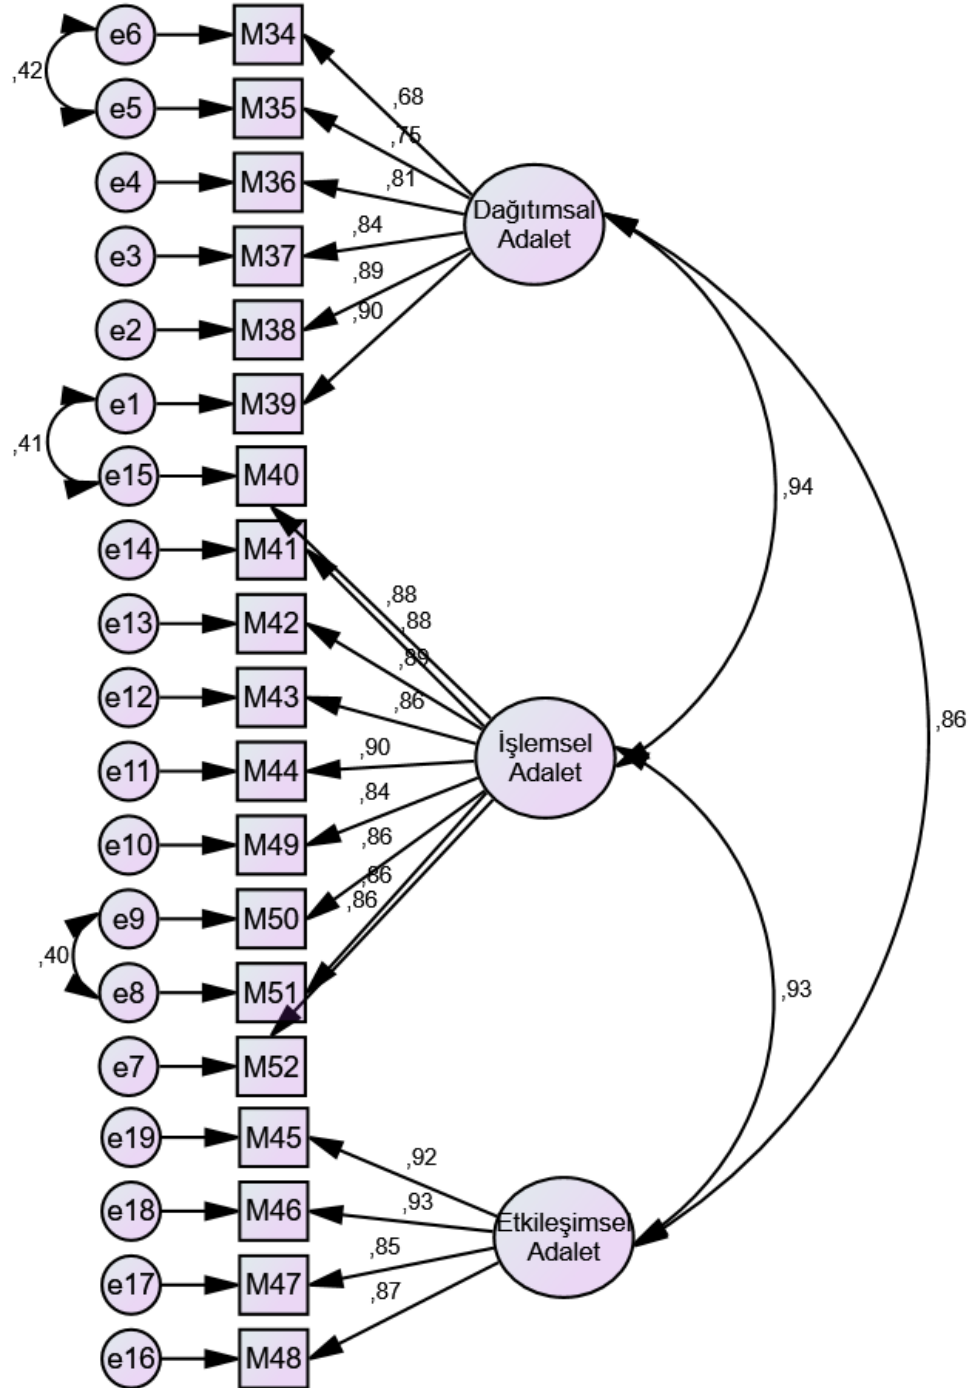 e6
M34
,42
,68
e5
M35
,75
e4
M36
,81
Dağıtımsal
Adalet
e3
M37
,84
e2
M38
,89
,90
e1
M39
,41
e15
M40
,94
e14
M41
,88
e13
M42
,88
,89
e12
M43
,86
İşlemsel
Adalet
,86
e11
M44
,90
,84
e10
M49
,86
,86
,86
e9
M50
,40
e8
M51
,93
e7
M52
e19
M45
,92
e18
M46
,93
Etkileşimsel
Adalet
e17
M47
,85
,87
e16
M48